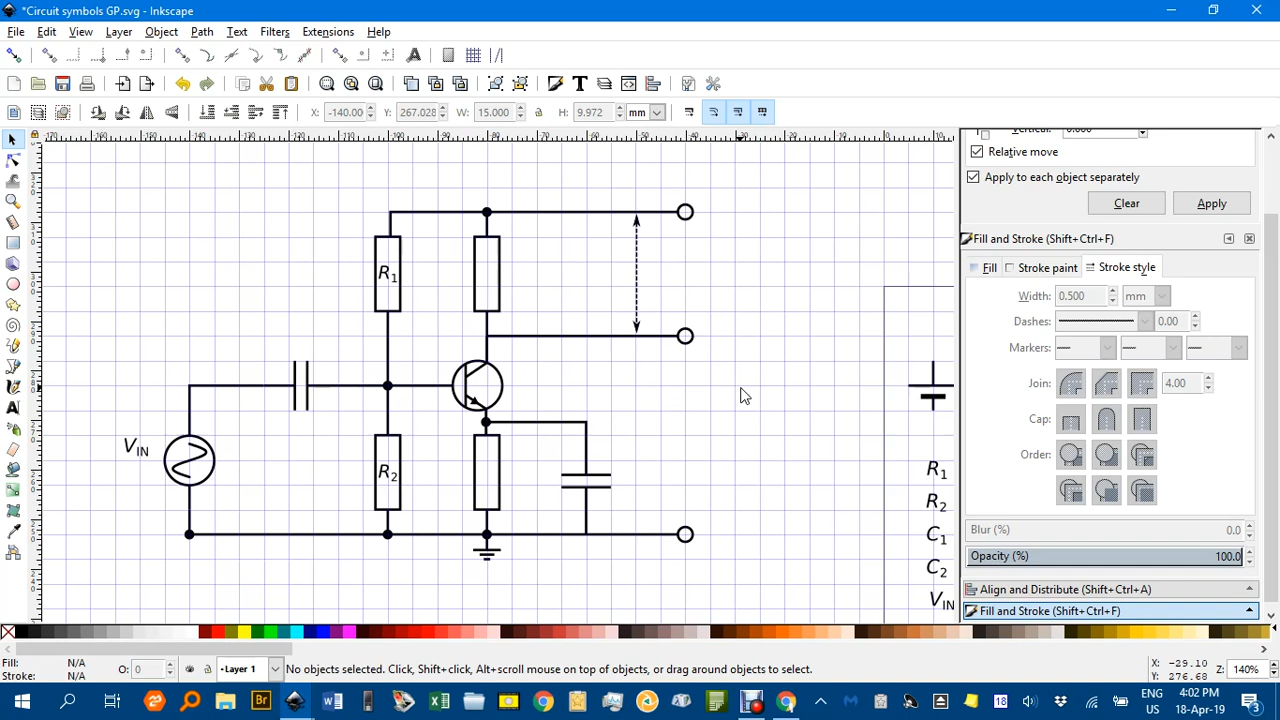 *Circuit symbols GP.svg - Inkscape
File Edit View Layer Object Path Text Filters Extensions Help
X: -140.00 Y: 267.028 W: 15.000 H: 9.972 mm
Relative move
Apply to each object separately
Clear Apply
Fill and Stroke (Shift+Ctrl+F)
Fill Stroke paint Stroke style
Width: 0.500 mm
Dashes: 0.00
Markers:
Join: 4.00
Cap:
Order:
Blur (%) 0.0
Opacity (%) 100.0
Align and Distribute (Shift+Ctrl+A)
Fill and Stroke (Shift+Ctrl+F)
R1
VIN
R2
R1
R2
C1
C2
VIN
Fill: N/A
Stroke: N/A
O: 0
Layer 1
No objects selected. Click, Shift+click, Alt+scroll mouse on top of objects, or drag around objects to select.
X: -29.10
Y: 276.68
Z: 140%
Br
18
ENG
US
4:02 PM
18-Apr-19
3